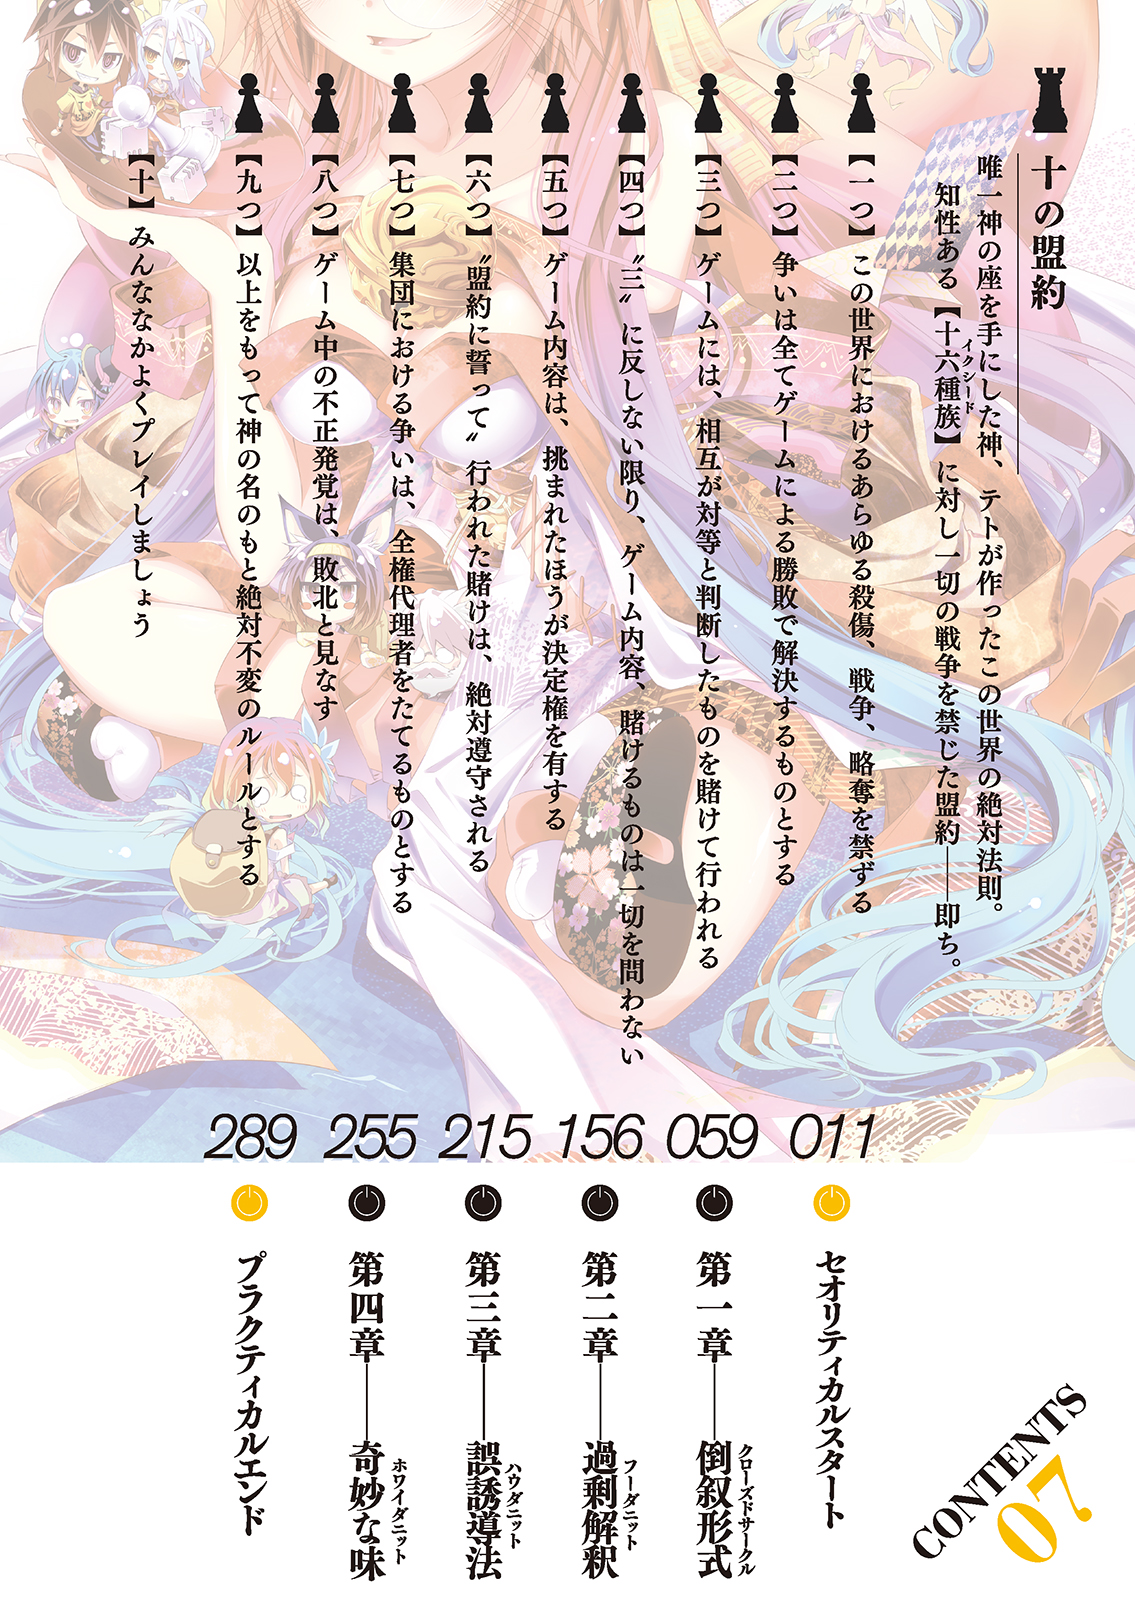 十の盟約
唯一神の座を手にした神、テトが作ったこの世界の絶対法則。
知性ある【十六種族】に対し一切の戦争を禁じた盟約――即ち。
イクシード
【一つ】この世界におけるあらゆる殺傷、戦争、略奪を禁ずる
【二つ】争いは全てゲームによる勝敗で解決するものとする
【三つ】ゲームには、相互が対等と判断したものを賭けて行われる
【四つ】〝三〟に反しない限り、ゲーム内容、賭けるものは一切を問わない
【五つ】ゲーム内容は、挑まれたほうが決定権を有する
【六つ】〝盟約に誓って〟行われた賭けは、絶対遵守される
【七つ】集団における争いは、全権代理者をたてるものとする
【八つ】ゲーム中の不正発覚は、敗北と見なす
【九つ】以上をもって神の名のもと絶対不変のルールとする
【十】みんななかよくプレイしましょう
CONTENTS
07
011
セオリティカルスタート
059
第一章――倒叙形式
クローズドサークル
156
第二章――過剰解釈
フーダニット
215
第三章――誤誘導法
ハウダニット
255
第四章――奇妙な味
ホワイダニット
289
プラクティカルエンド